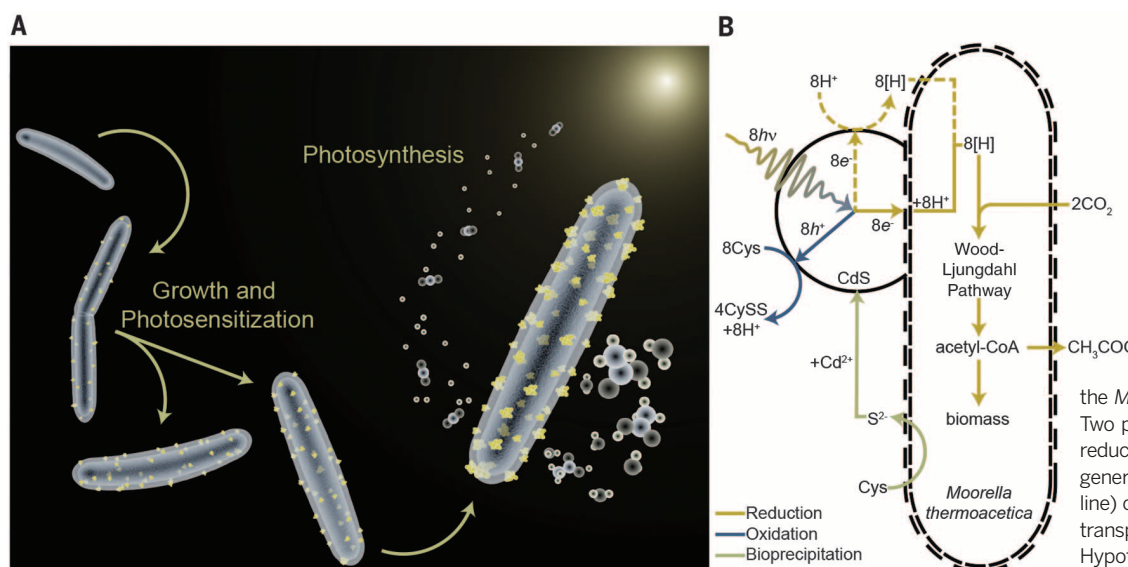 A
Photosynthesis
Growth and
Photosensitization
B
8H⁺
8[H]
8hν
8e⁻
8[H]
+8H⁺
8e⁻
2CO₂
8h⁺
8Cys
Wood-
Ljungdahl
Pathway
CdS
4CySS
+8H⁺
acetyl-CoA
CH₃COO
+Cd²⁺
the M
Two p
biomass
S²⁻
reduc
gener
Cys
line) c
Moorella
thermoacetica
transp
Hypot
Reduction
Oxidation
Bioprecipitation